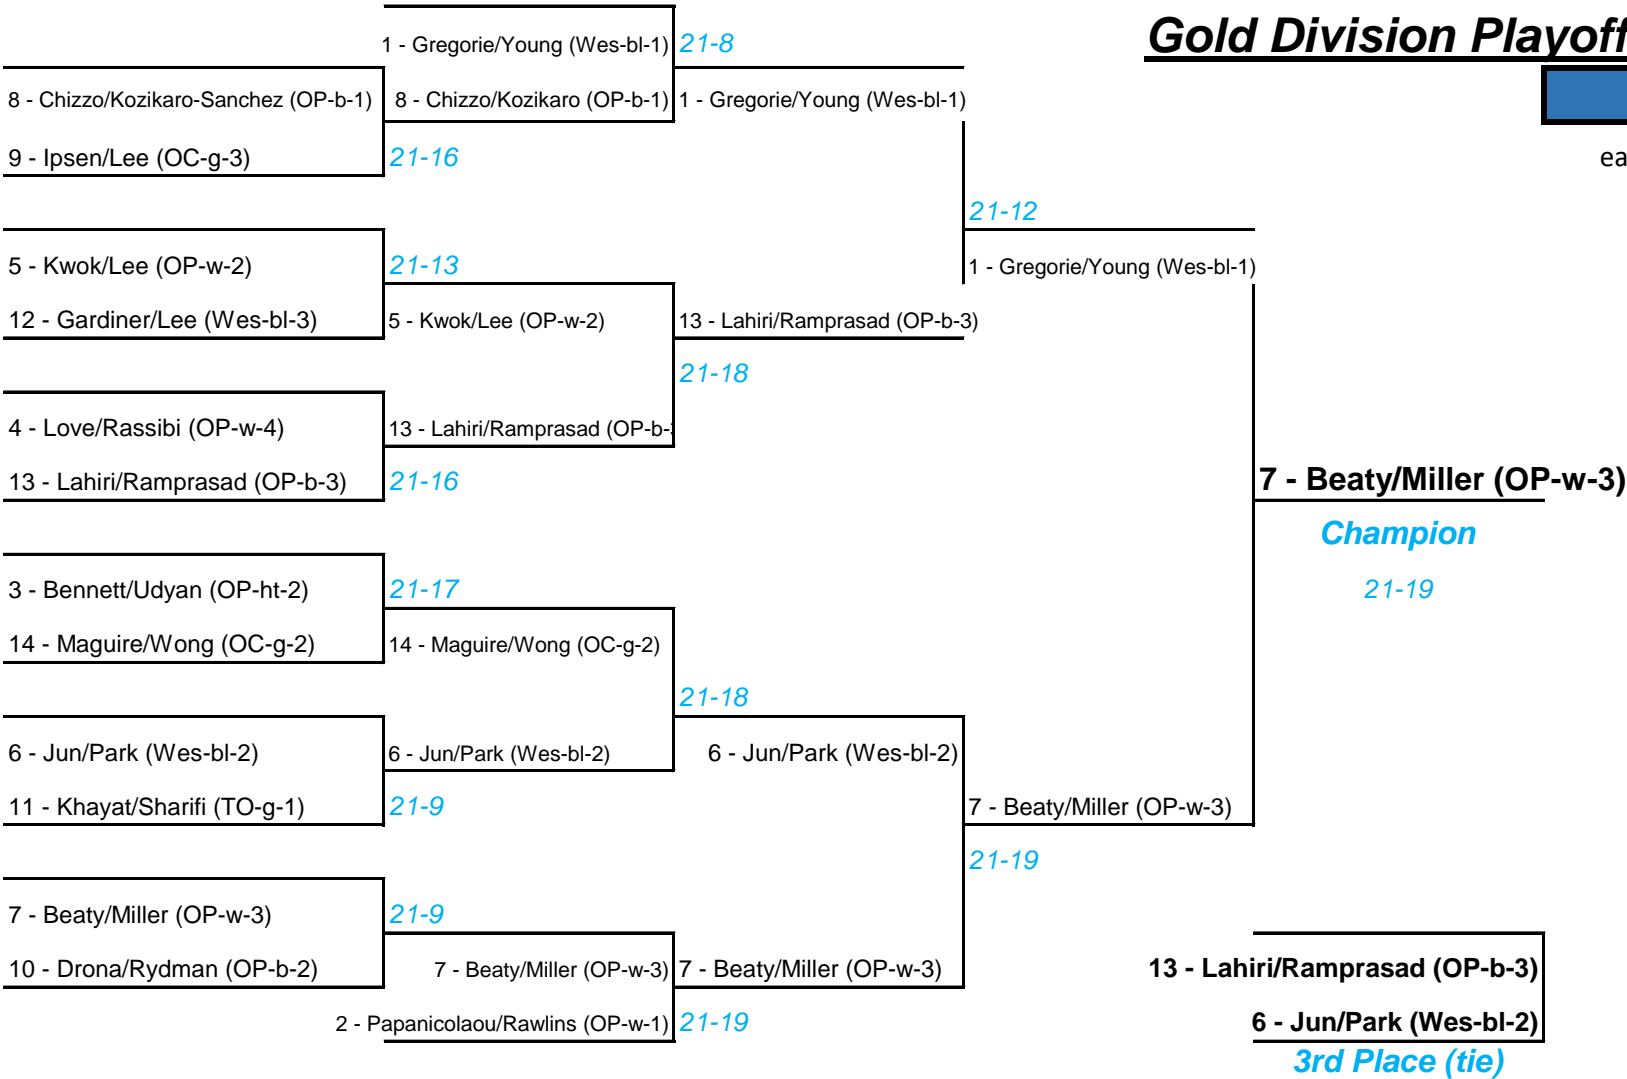 Gold Division Playoff
1 - Gregorie/Young (Wes-bl-1) 21-8
8 - Chizzo/Kozikaro-Sanchez (OP-b-1) 8 - Chizzo/Kozikaro (OP-b-1) 1 - Gregorie/Young (Wes-bl-1)
9 - Ipsen/Lee (OC-g-3) 21-16 ea
21-12
5 - Kwok/Lee (OP-w-2) 21-13 1 - Gregorie/Young (Wes-bl-1)
12 - Gardiner/Lee (Wes-bl-3) 5 - Kwok/Lee (OP-w-2) 13 - Lahiri/Ramprasad (OP-b-3)
21-18
4 - Love/Rassibi (OP-w-4) 13 - Lahiri/Ramprasad (OP-b-
13 - Lahiri/Ramprasad (OP-b-3) 21-16 7 - Beaty/Miller (OP-w-3)
Champion
3 - Bennett/Udyan (OP-ht-2) 21-17 21-19
14 - Maguire/Wong (OC-g-2) 14 - Maguire/Wong (OC-g-2)
21-18
6 - Jun/Park (Wes-bl-2) 6 - Jun/Park (Wes-bl-2) 6 - Jun/Park (Wes-bl-2)
11 - Khayat/Sharifi (TO-g-1) 21-9 7 - Beaty/Miller (OP-w-3)
21-19
7 - Beaty/Miller (OP-w-3) 21-9
10 - Drona/Rydman (OP-b-2) 7 - Beaty/Miller (OP-w-3) 7 - Beaty/Miller (OP-w-3) 13 - Lahiri/Ramprasad (OP-b-3)
2 - Papanicolaou/Rawlins (OP-w-1) 21-19 6 - Jun/Park (Wes-bl-2)
3rd Place (tie)